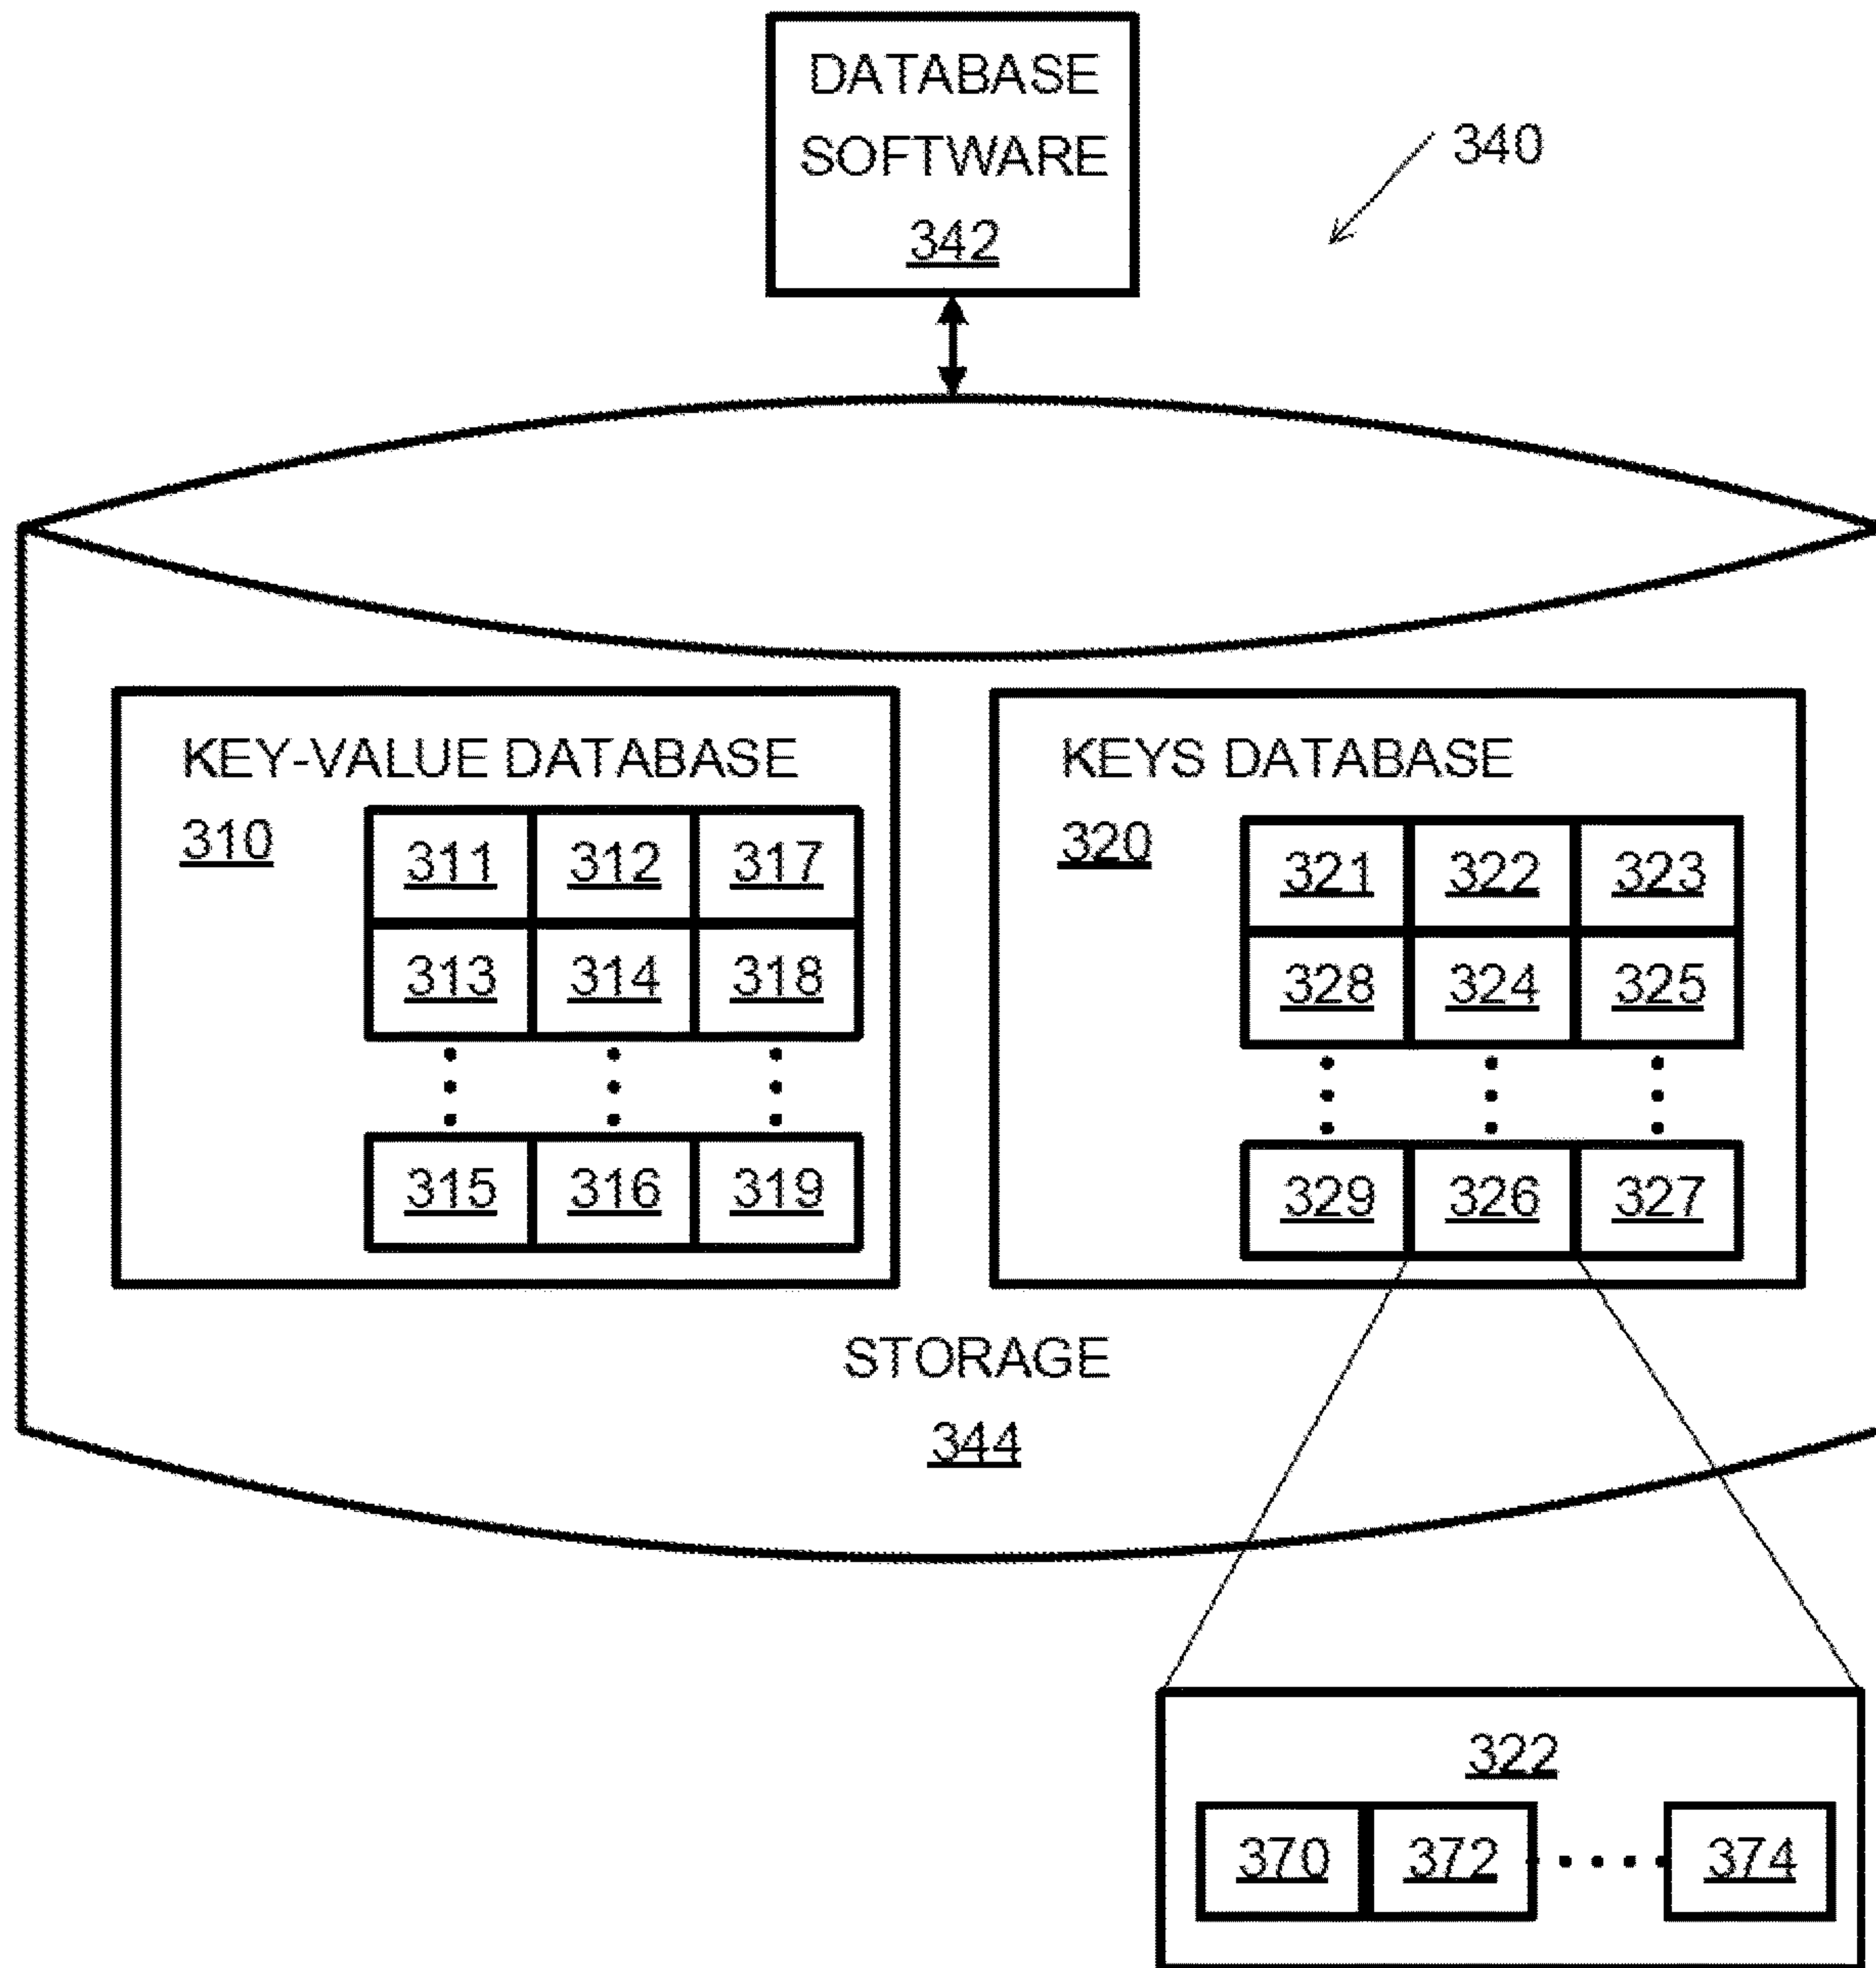 DATABASE
SOFTWARE
342
340
KEY-VALUE DATABASE
310
311 312 317
313 314 318
315 316 319
KEYS DATABASE
320
321 322 323
328 324 325
329 326 327
STORAGE
344
322
370 372 374